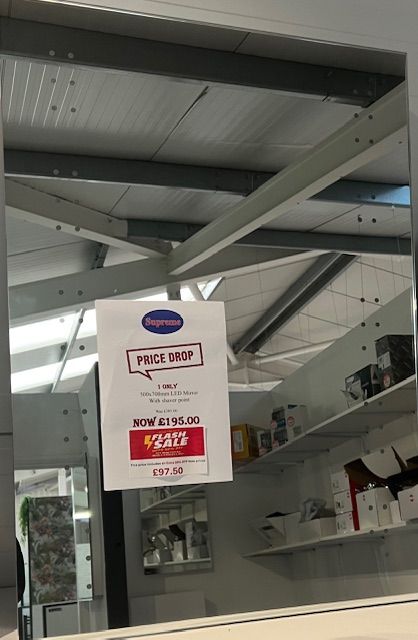 Supreme
PRICE DROP
1 ONLY
500x700mm LED Mirror
With shaver point
NOW £195.00
FLASH
SALE
£97.50